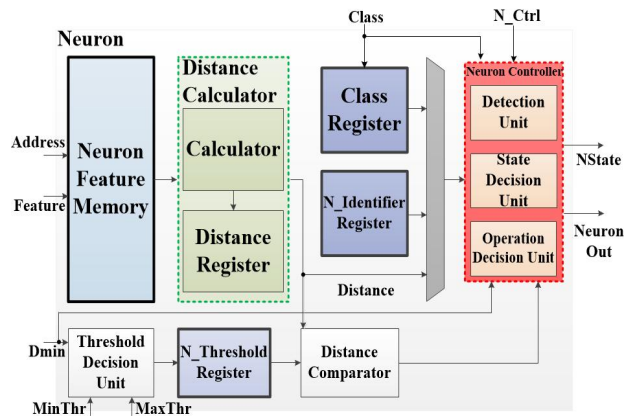 Class
N_Ctrl
Neuron
Distance
Calculator
Neuron Controller
Class
Register
Detection
Unit
Address
Neuron
Feature
Memory
Calculator
NState
State Decision
Unit
Feature
N_Identifier
Register
Distance
Register
Neuron
Out
Operation
Decision Unit
Distance
Dmin
Threshold
Decision
Unit
N_Threshold
Register
Distance
Comparator
MinThr
MaxThr